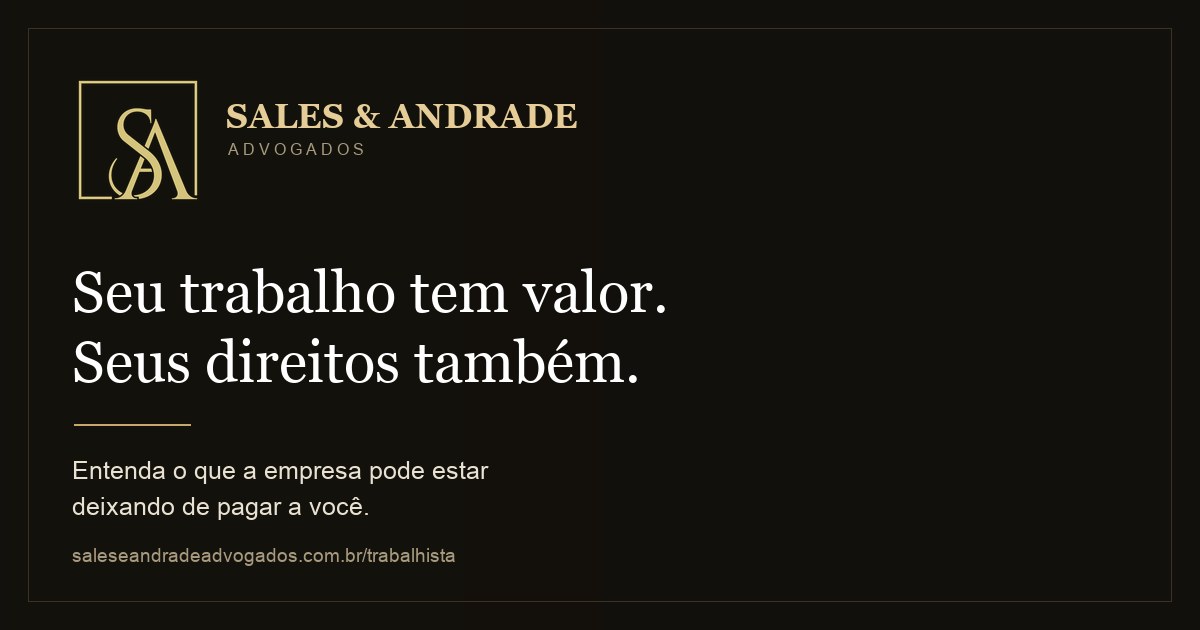 SA
SALES & ANDRADE
ADVOGADOS
Seu trabalho tem valor.
Seus direitos também.
Entenda o que a empresa pode estar
deixando de pagar a você.
saleseandradeadvogados.com.br/trabalhista